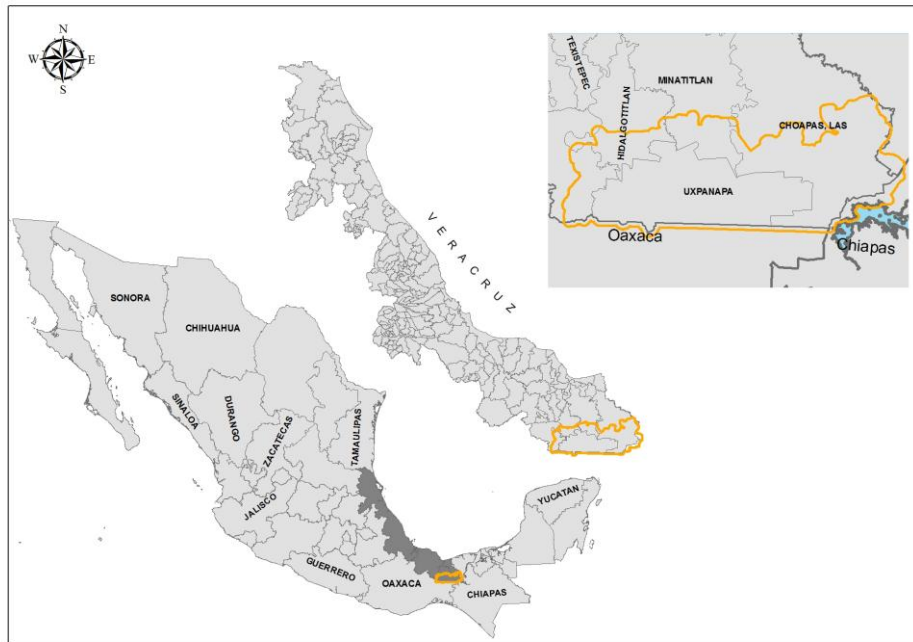 N
W E
S
TEXISTEPEC
MINATITLAN
HIDALGOTITLAN
CHOAPAS, LAS
UXPANAPA
Oaxaca
Chiapas
VERACRUZ
SONORA
CHIHUAHUA
SINALOA
DURANGO
ZACATECAS
TAMAULIPAS
JALISCO
YUCATAN
GUERRERO
OAXACA
CHIAPAS